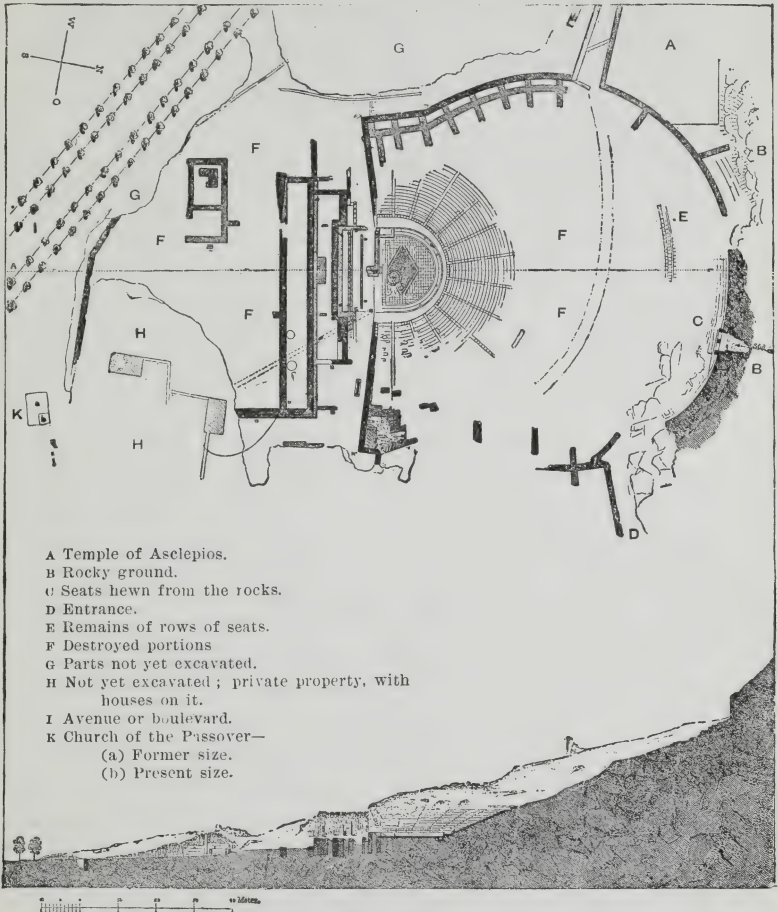 W
S
N
O
G
A
B
F
G
F
E
F
F
F
I
A
H
C
B
K
H
D
A Temple of Asclepios.
B Rocky ground.
C Seats hewn from the rocks.
D Entrance.
E Remains of rows of seats.
F Destroyed portions
G Parts not yet excavated.
H Not yet excavated ; private property, with
houses on it.
I Avenue or boulevard.
K Church of the Passover—
(a) Former size.
(b) Present size.
40 Metres.